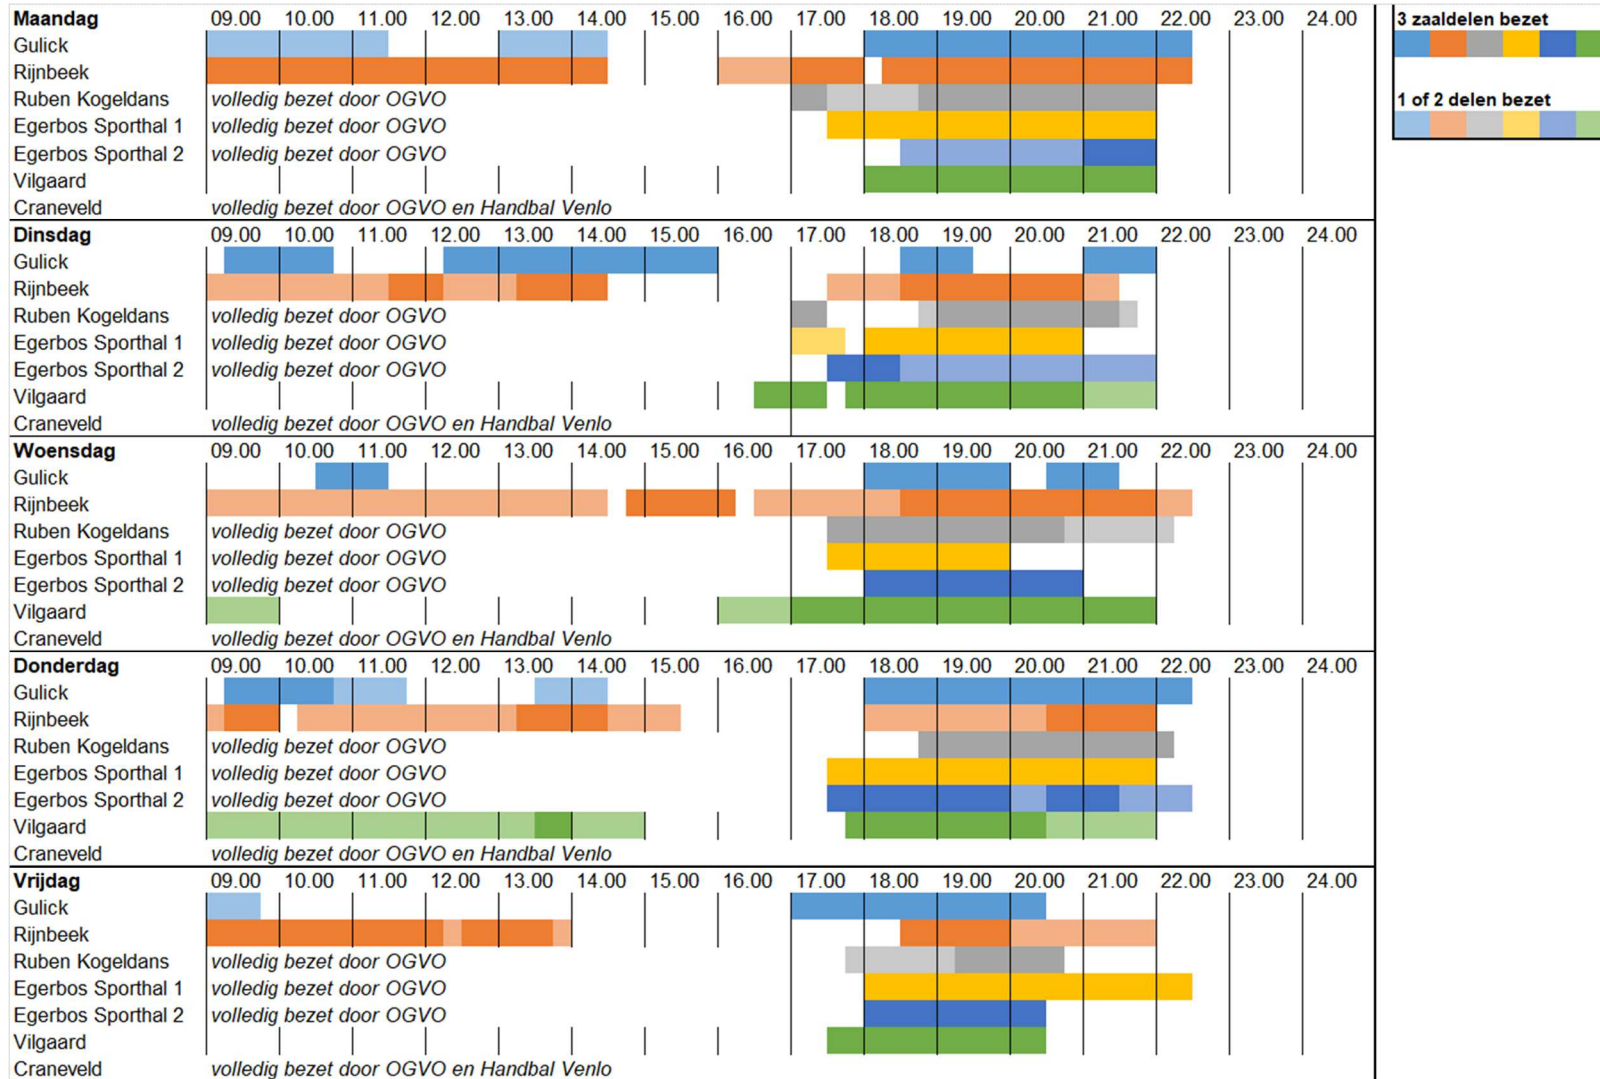 Maandag 09.00 10.00 11.00 12.00 13.00 14.00 15.00 16.00 17.00 18.00 19.00 20.00 21.00 22.00 23.00 24.00
3 zaaldelen bezet
Gulick
Rijnbeek
Ruben Kogeldans volledig bezet door OGVO
1 of 2 delen bezet
Egerbos Sporthal 1 volledig bezet door OGVO
Egerbos Sporthal 2 volledig bezet door OGVO
Vilgaard
Craneveld volledig bezet door OGVO en Handbal Venlo
Dinsdag 09.00 10.00 11.00 12.00 13.00 14.00 15.00 16.00 17.00 18.00 19.00 20.00 21.00 22.00 23.00 24.00
Gulick
Rijnbeek
Ruben Kogeldans volledig bezet door OGVO
Egerbos Sporthal 1 volledig bezet door OGVO
Egerbos Sporthal 2 volledig bezet door OGVO
Vilgaard
Craneveld volledig bezet door OGVO en Handbal Venlo
Woensdag 09.00 10.00 11.00 12.00 13.00 14.00 15.00 16.00 17.00 18.00 19.00 20.00 21.00 22.00 23.00 24.00
Gulick
Rijnbeek
Ruben Kogeldans volledig bezet door OGVO
Egerbos Sporthal 1 volledig bezet door OGVO
Egerbos Sporthal 2 volledig bezet door OGVO
Vilgaard
Craneveld volledig bezet door OGVO en Handbal Venlo
Donderdag 09.00 10.00 11.00 12.00 13.00 14.00 15.00 16.00 17.00 18.00 19.00 20.00 21.00 22.00 23.00 24.00
Gulick
Rijnbeek
Ruben Kogeldans volledig bezet door OGVO
Egerbos Sporthal 1 volledig bezet door OGVO
Egerbos Sporthal 2 volledig bezet door OGVO
Vilgaard
Craneveld volledig bezet door OGVO en Handbal Venlo
Vrijdag 09.00 10.00 11.00 12.00 13.00 14.00 15.00 16.00 17.00 18.00 19.00 20.00 21.00 22.00 23.00 24.00
Gulick
Rijnbeek
Ruben Kogeldans volledig bezet door OGVO
Egerbos Sporthal 1 volledig bezet door OGVO
Egerbos Sporthal 2 volledig bezet door OGVO
Vilgaard
Craneveld volledig bezet door OGVO en Handbal Venlo